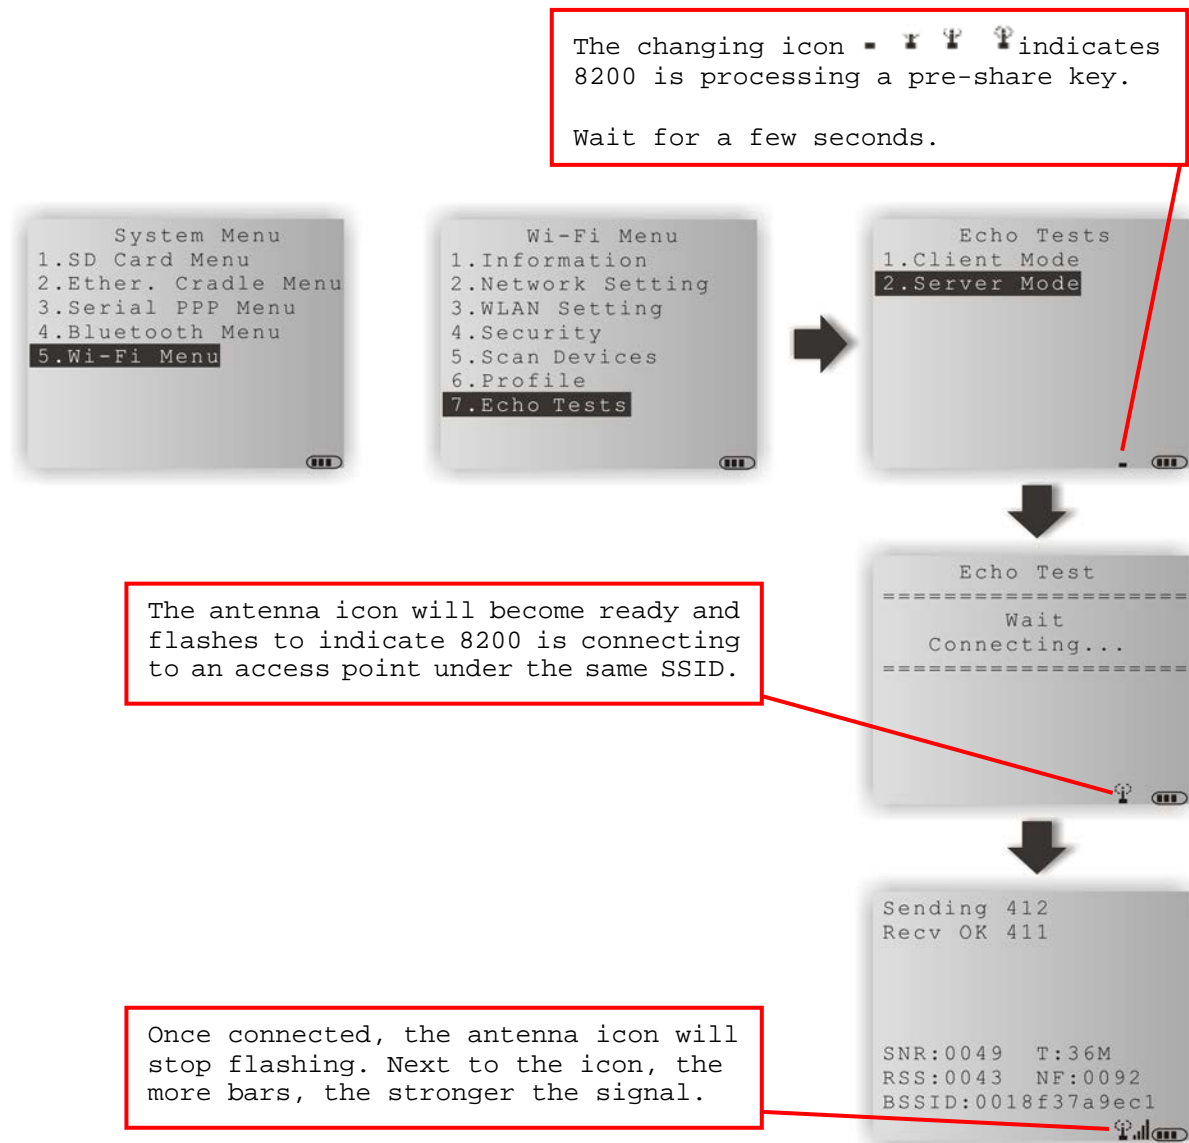 The changing icon indicates
8200 is processing a pre-share key.
Wait for a few seconds.
System Menu
1.SD Card Menu
2.Ether. Cradle Menu
3.Serial PPP Menu
4.Bluetooth Menu
5.Wi-Fi Menu
Wi-Fi Menu
1.Information
2.Network Setting
3.WLAN Setting
4.Security
5.Scan Devices
6.Profile
7.Echo Tests
Echo Tests
1.Client Mode
2.Server Mode
Echo Test
====================
Wait
Connecting...
====================
The antenna icon will become ready and
flashes to indicate 8200 is connecting
to an access point under the same SSID.
Sending 412
Recv OK 411
SNR:0049 T:36M
RSS:0043 NF:0092
BSSID:0018f37a9ec1
Once connected, the antenna icon will
stop flashing. Next to the icon, the
more bars, the stronger the signal.